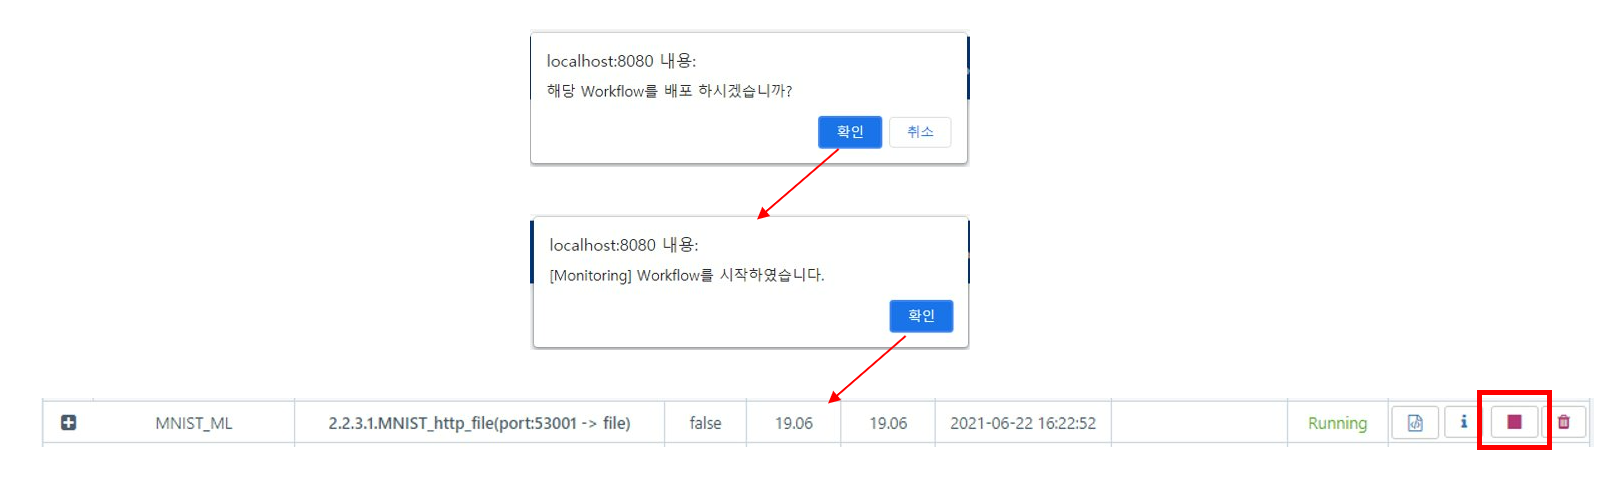 localhost:8080 내용:
해당 Workflow를 배포 하시겠습니까?
확인 취소
localhost:8080 내용:
[Monitoring] Workflow를 시작하였습니다.
확인
MNIST_ML 2.2.3.1.MNIST_http_file(port:53001 -> file) false 19.06 19.06 2021-06-22 16:22:52 Running